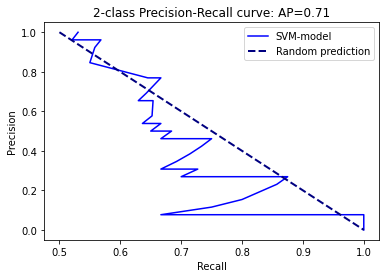 2-class Precision-Recall curve: AP=0.71
SVM-model
Random prediction
Precision
1.0
0.8
0.6
0.4
0.2
0.0
0.5 0.6 0.7 0.8 0.9 1.0
Recall